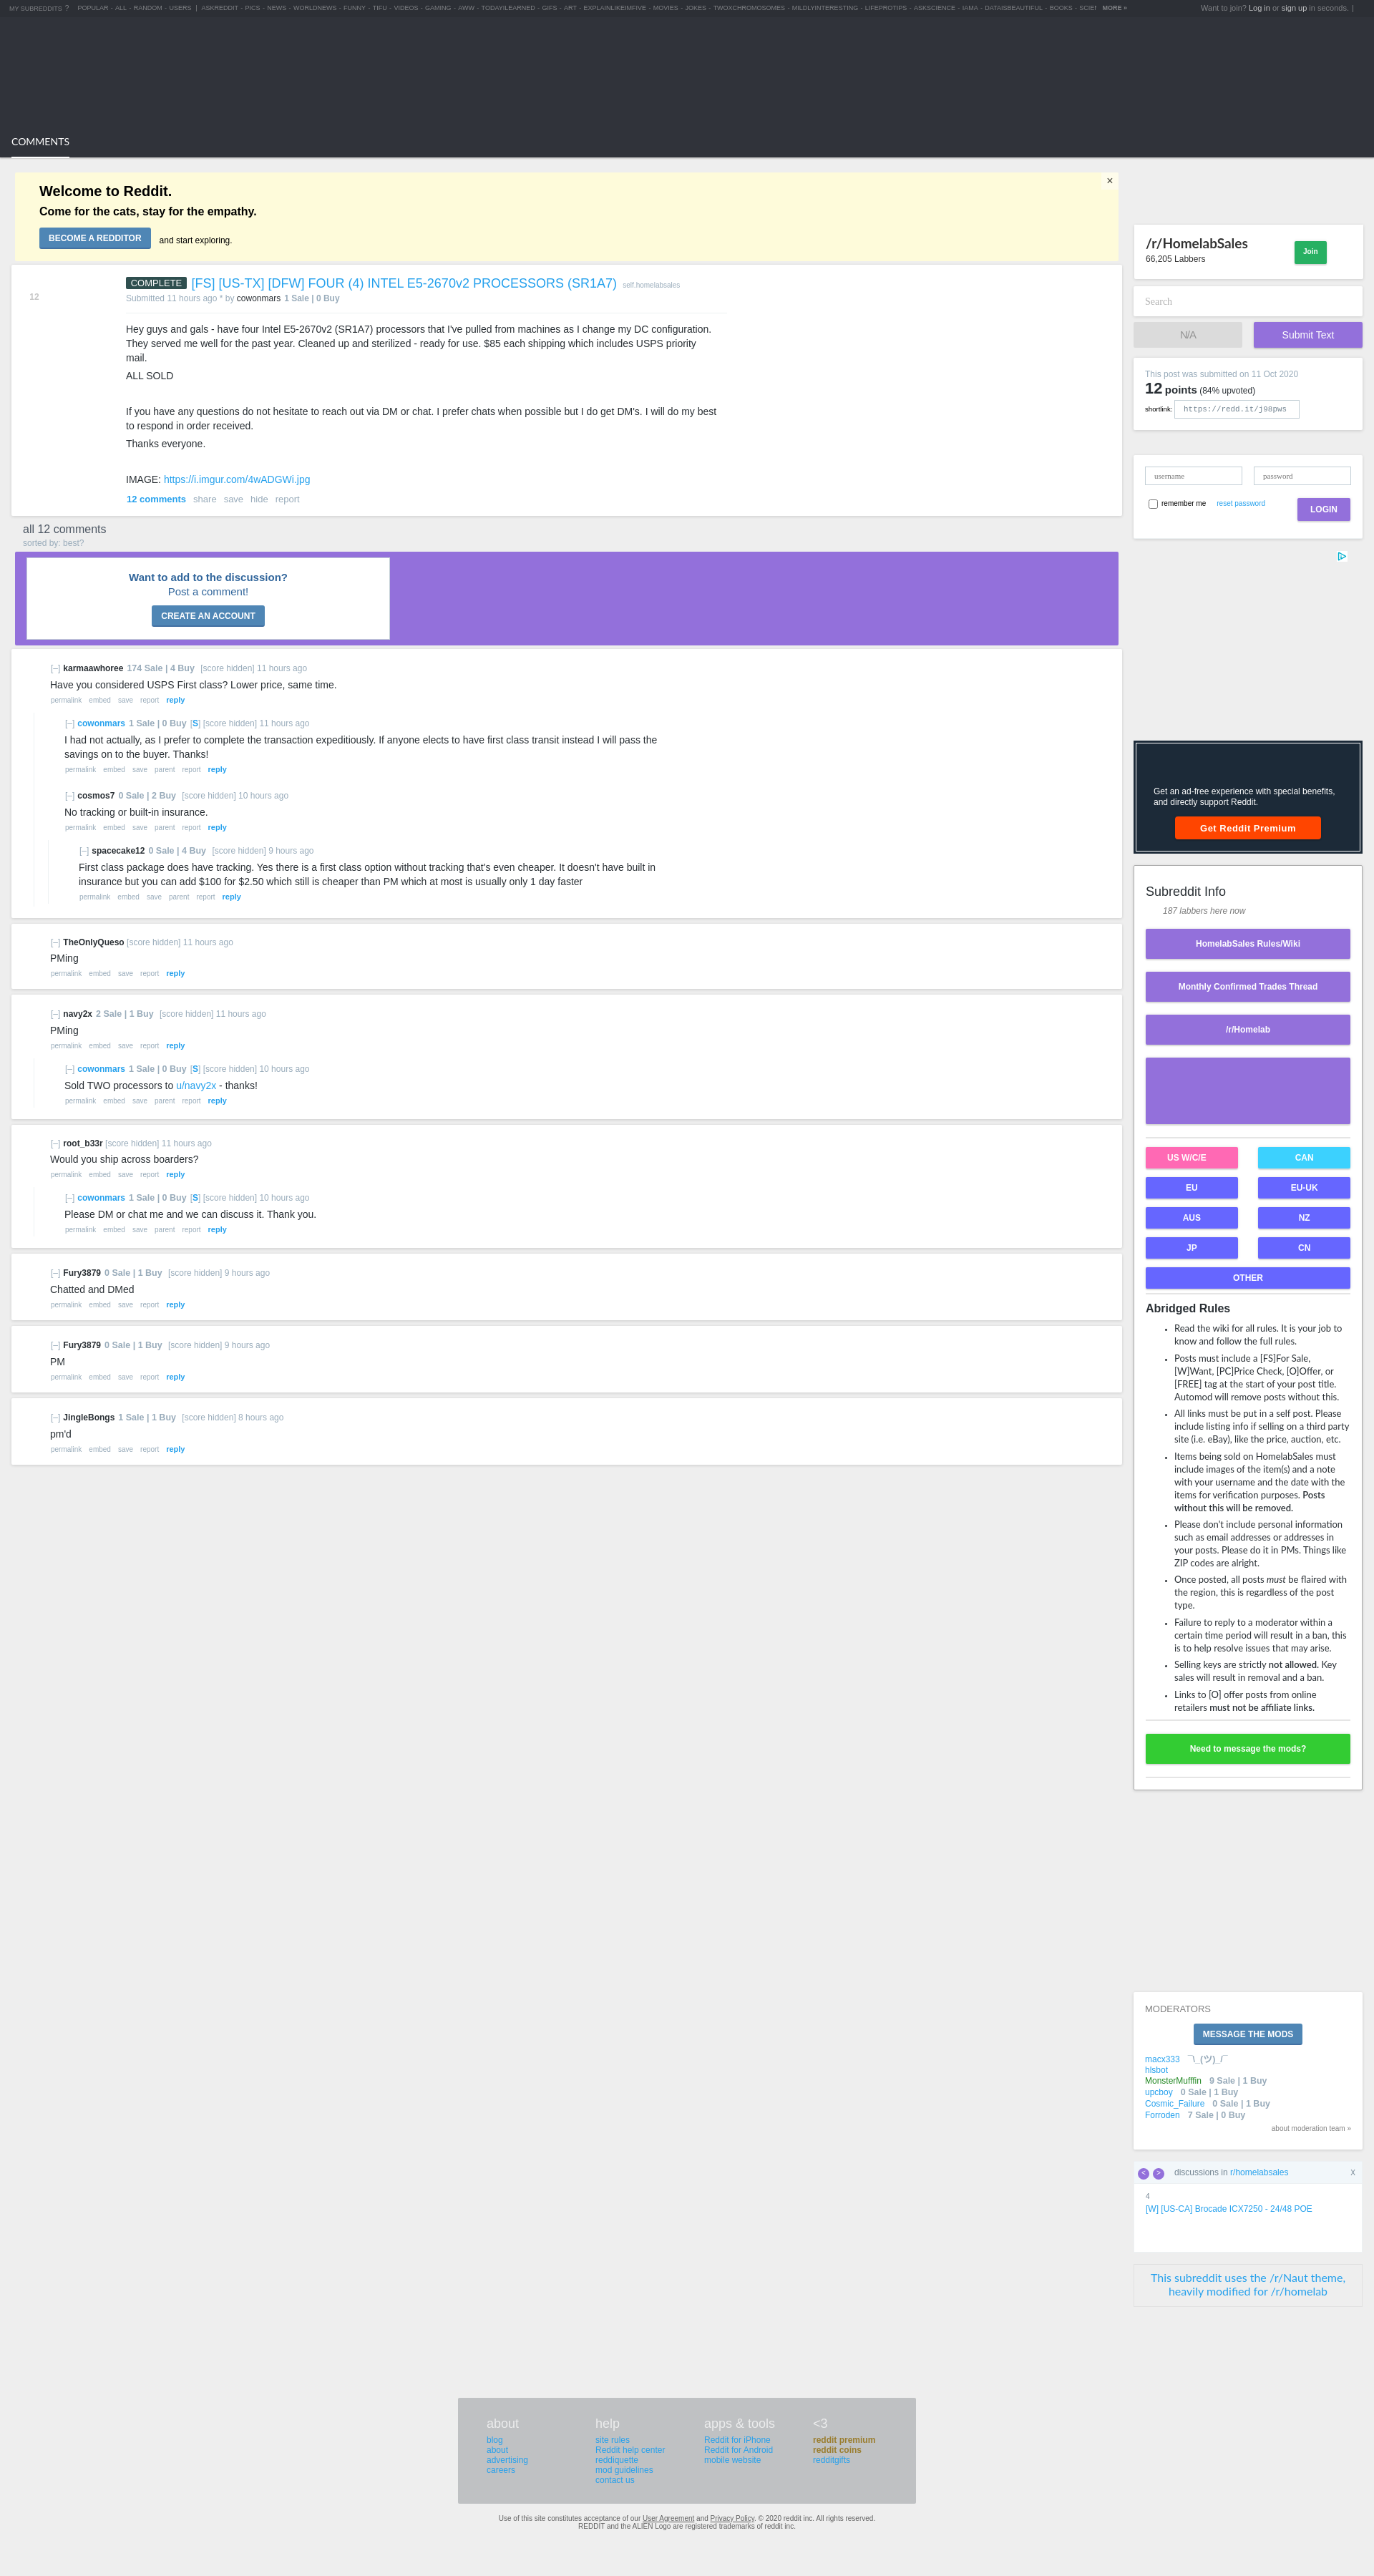 MY SUBREDDITS ? POPULAR - ALL - RANDOM - USERS | ASKREDDIT - PICS - NEWS - WORLDNEWS - FUNNY - TIFU - VIDEOS - GAMING - AWW - TODAYILEARNED - GIFS - ART - EXPLAINLIKEIMFIVE - MOVIES - JOKES - TWOXCHROMOSOMES - MILDLYINTERESTING - LIFEPROTIPS - ASKSCIENCE - IAMA - DATAISBEAUTIFUL - BOOKS - SCIE MORE »
Want to join? Log in or sign up in seconds. |
COMMENTS
Welcome to Reddit.
Come for the cats, stay for the empathy.
BECOME A REDDITOR and start exploring.
×
12
COMPLETE [FS] [US-TX] [DFW] FOUR (4) INTEL E5-2670v2 PROCESSORS (SR1A7) self.homelabsales
Submitted 11 hours ago * by cowonmars 1 Sale | 0 Buy
Hey guys and gals - have four Intel E5-2670v2 (SR1A7) processors that I've pulled from machines as I change my DC configuration.
They served me well for the past year. Cleaned up and sterilized - ready for use. $85 each shipping which includes USPS priority
mail.
ALL SOLD
If you have any questions do not hesitate to reach out via DM or chat. I prefer chats when possible but I do get DM's. I will do my best
to respond in order received.
Thanks everyone.
IMAGE: https://i.imgur.com/4wADGWi.jpg
12 comments share save hide report
all 12 comments
sorted by: best?
Want to add to the discussion?
Post a comment!
CREATE AN ACCOUNT
[–] karmaawhoree 174 Sale | 4 Buy [score hidden] 11 hours ago
Have you considered USPS First class? Lower price, same time.
permalink embed save report reply
[–] cowonmars 1 Sale | 0 Buy [S] [score hidden] 11 hours ago
I had not actually, as I prefer to complete the transaction expeditiously. If anyone elects to have first class transit instead I will pass the
savings on to the buyer. Thanks!
permalink embed save parent report reply
[–] cosmos7 0 Sale | 2 Buy [score hidden] 10 hours ago
No tracking or built-in insurance.
permalink embed save parent report reply
[–] spacecake12 0 Sale | 4 Buy [score hidden] 9 hours ago
First class package does have tracking. Yes there is a first class option without tracking that's even cheaper. It doesn't have built in
insurance but you can add $100 for $2.50 which still is cheaper than PM which at most is usually only 1 day faster
permalink embed save parent report reply
[–] TheOnlyQueso [score hidden] 11 hours ago
PMing
permalink embed save report reply
[–] navy2x 2 Sale | 1 Buy [score hidden] 11 hours ago
PMing
permalink embed save report reply
[–] cowonmars 1 Sale | 0 Buy [S] [score hidden] 10 hours ago
Sold TWO processors to u/navy2x - thanks!
permalink embed save parent report reply
[–] root_b33r [score hidden] 11 hours ago
Would you ship across boarders?
permalink embed save report reply
[–] cowonmars 1 Sale | 0 Buy [S] [score hidden] 10 hours ago
Please DM or chat me and we can discuss it. Thank you.
permalink embed save parent report reply
[–] Fury3879 0 Sale | 1 Buy [score hidden] 9 hours ago
Chatted and DMed
permalink embed save report reply
[–] Fury3879 0 Sale | 1 Buy [score hidden] 9 hours ago
PM
permalink embed save report reply
[–] JingleBongs 1 Sale | 1 Buy [score hidden] 8 hours ago
pm'd
permalink embed save report reply
/r/HomelabSales
66,205 Labbers
Join
Search
N/A
Submit Text
This post was submitted on 11 Oct 2020
12 points (84% upvoted)
shortlink: https://redd.it/j98pws
username password
remember me reset password LOGIN
Get an ad-free experience with special benefits,
and directly support Reddit.
Get Reddit Premium
Subreddit Info
187 labbers here now
HomelabSales Rules/Wiki
Monthly Confirmed Trades Thread
/r/Homelab
US W/C/E CAN
EU EU-UK
AUS NZ
JP CN
OTHER
Abridged Rules
• Read the wiki for all rules. It is your job to
know and follow the full rules.
• Posts must include a [FS]For Sale,
[W]Want, [PC]Price Check, [O]Offer, or
[FREE] tag at the start of your post title.
Automod will remove posts without this.
• All links must be put in a self post. Please
include listing info if selling on a third party
site (i.e. eBay), like the price, auction, etc.
• Items being sold on HomelabSales must
include images of the item(s) and a note
with your username and the date with the
items for verification purposes. Posts
without this will be removed.
• Please don't include personal information
such as email addresses or addresses in
your posts. Please do it in PMs. Things like
ZIP codes are alright.
• Once posted, all posts must be flaired with
the region, this is regardless of the post
type.
• Failure to reply to a moderator within a
certain time period will result in a ban, this
is to help resolve issues that may arise.
• Selling keys are strictly not allowed. Key
sales will result in removal and a ban.
• Links to [O] offer posts from online
retailers must not be affiliate links.
Need to message the mods?
MODERATORS
MESSAGE THE MODS
macx333 ¯\_(ツ)_/¯
hlsbot
MonsterMufffin 9 Sale | 1 Buy
upcboy 0 Sale | 1 Buy
Cosmic_Failure 0 Sale | 1 Buy
Forroden 7 Sale | 0 Buy
about moderation team »
< > discussions in r/homelabsales X
4
[W] [US-CA] Brocade ICX7250 - 24/48 POE
This subreddit uses the /r/Naut theme,
heavily modified for /r/homelab
about
blog
about
advertising
careers
help
site rules
Reddit help center
reddiquette
mod guidelines
contact us
apps & tools
Reddit for iPhone
Reddit for Android
mobile website
<3
reddit premium
reddit coins
redditgifts
Use of this site constitutes acceptance of our User Agreement and Privacy Policy. © 2020 reddit inc. All rights reserved.
REDDIT and the ALIEN Logo are registered trademarks of reddit inc.